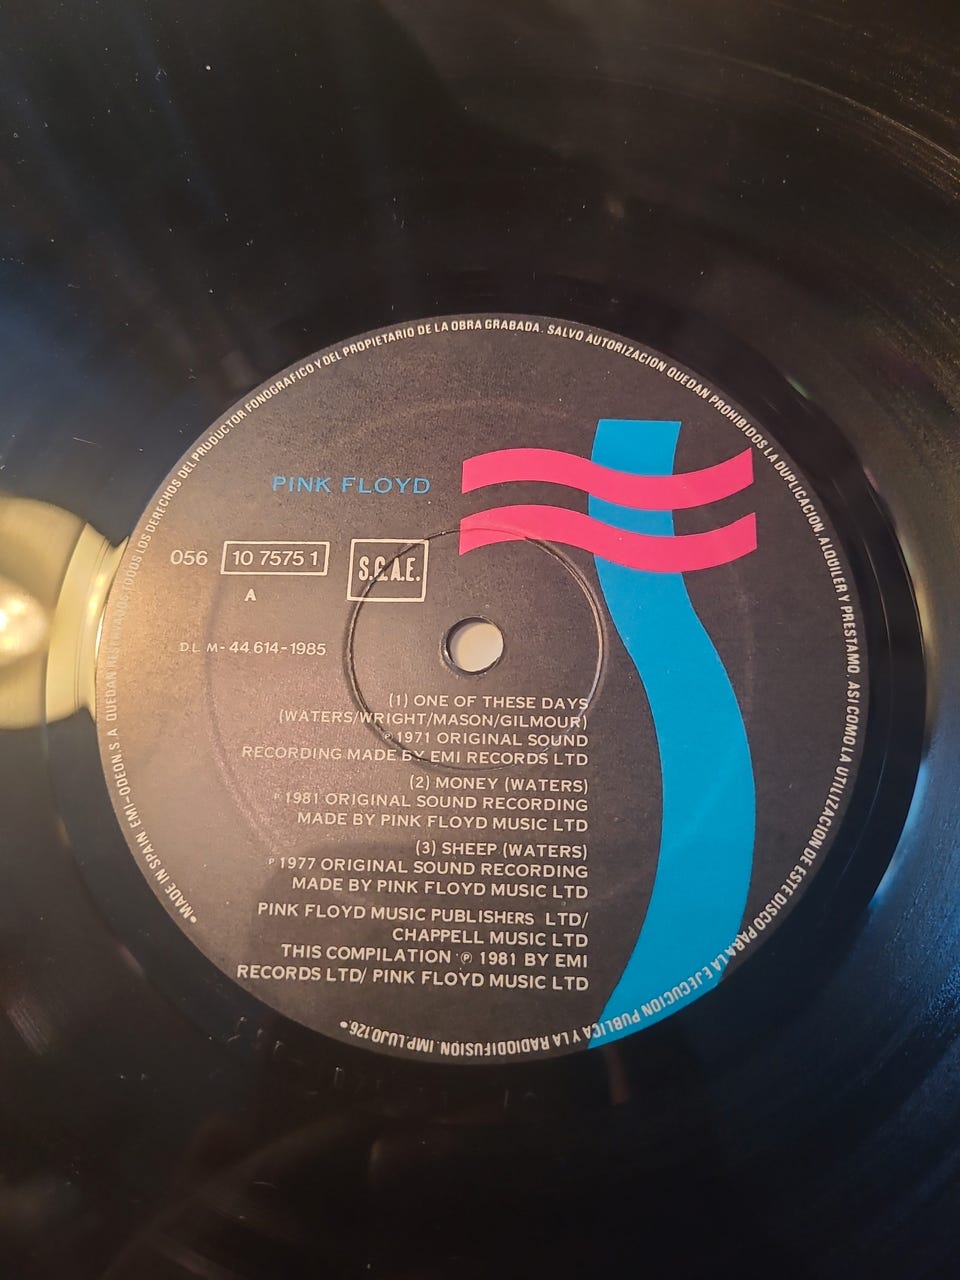 •MADE IN SPAIN EMI-ODEON.S.A QUEDAN RESERVADOS TODOS LOS DERECHOS DEL PRODUCTOR FONOGRAFICO Y DEL PROPIETARIO DE LA OBRA GRABADA. SALVO AUTORIZACION QUEDAN PROHIBIDOS LA DUPLICACION. ALQUILER Y PRESTAMO. ASI COMO LA UTILIZACION DE ESTE DISCO PARA LA EJECUCION PUBLICA Y LA RADIODIFUSION. IMP.LUJO.126•
PINK FLOYD
056 10 7575 1 S.G.A.E.
A
D.L. M-44.614-1985
(1) ONE OF THESE DAYS
(WATERS/WRIGHT/MASON/GILMOUR)
℗ 1971 ORIGINAL SOUND
RECORDING MADE BY EMI RECORDS LTD
(2) MONEY (WATERS)
℗ 1981 ORIGINAL SOUND RECORDING
MADE BY PINK FLOYD MUSIC LTD
(3) SHEEP (WATERS)
℗ 1977 ORIGINAL SOUND RECORDING
MADE BY PINK FLOYD MUSIC LTD
PINK FLOYD MUSIC PUBLISHERS LTD/
CHAPPELL MUSIC LTD
THIS COMPILATION ℗ 1981 BY EMI
RECORDS LTD/ PINK FLOYD MUSIC LTD